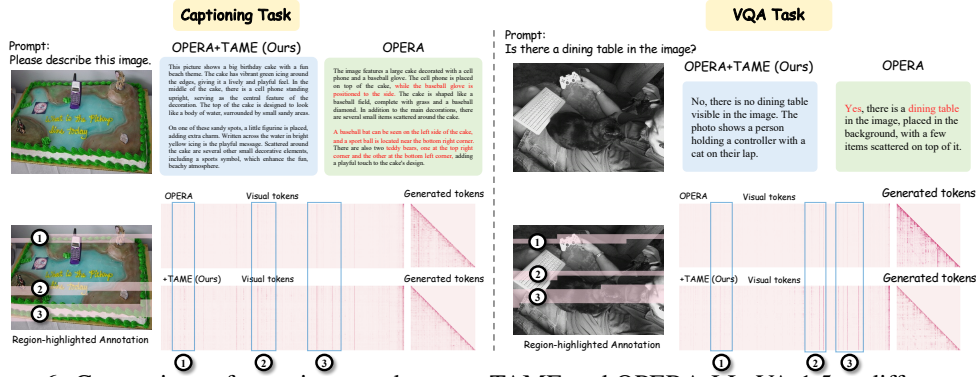 Captioning Task
Prompt:
Please describe this image.
OPERA+TAME (Ours)
This picture shows a big birthday cake with a fun
beach theme. The cake has vibrant green icing around
the edges, giving it a lively and playful feel. In the
middle of the cake, there is a cell phone standing
upright, serving as the central feature of the
decoration. The top of the cake is designed to look
like a body of water, surrounded by small sandy areas.
On one of these sandy spots, a little figurine is placed,
adding extra charm. Written across the water in bright
yellow icing is the playful message. Scattered around
the cake are several other small decorative elements,
including a sports symbol, which enhance the fun,
beachy atmosphere.
OPERA
The image features a large cake decorated with a cell
phone and a baseball glove. The cell phone is placed
on top of the cake, while the baseball glove is
positioned to the side. The cake is shaped like a
baseball field, complete with grass and a baseball
diamond. In addition to the main decorations, there
are several small items scattered around the cake.
A baseball bat can be seen on the left side of the cake,
and a sport ball is located near the bottom right corner.
There are also two teddy bears, one at the top right
corner and the other at the bottom left corner, adding
a playful touch to the cake's design.
OPERA
Visual tokens
Generated tokens
1
2
3
+TAME (Ours)
Visual tokens
Generated tokens
Region-highlighted Annotation
1
2
3
VQA Task
Prompt:
Is there a dining table in the image?
OPERA+TAME (Ours)
No, there is no dining table
visible in the image. The
photo shows a person
holding a controller with a
cat on their lap.
OPERA
Yes, there is a dining table
in the image, placed in the
background, with a few
items scattered on top of it.
OPERA
Visual tokens
Generated tokens
1
2
3
+TAME (Ours)
Visual tokens
Generated tokens
Region-highlighted Annotation
1
2
3